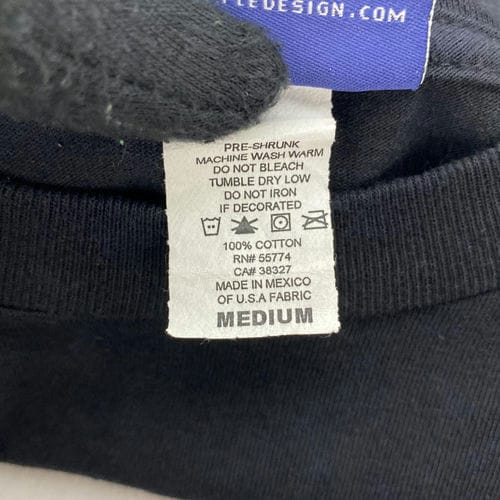 PLEDESIGN.COM
PRE-SHRUNK
MACHINE WASH WARM
DO NOT BLEACH
TUMBLE DRY LOW
DO NOT IRON
IF DECORATED
100% COTTON
RN# 55774
CA# 38327
MADE IN MEXICO
OF U.S.A FABRIC
MEDIUM